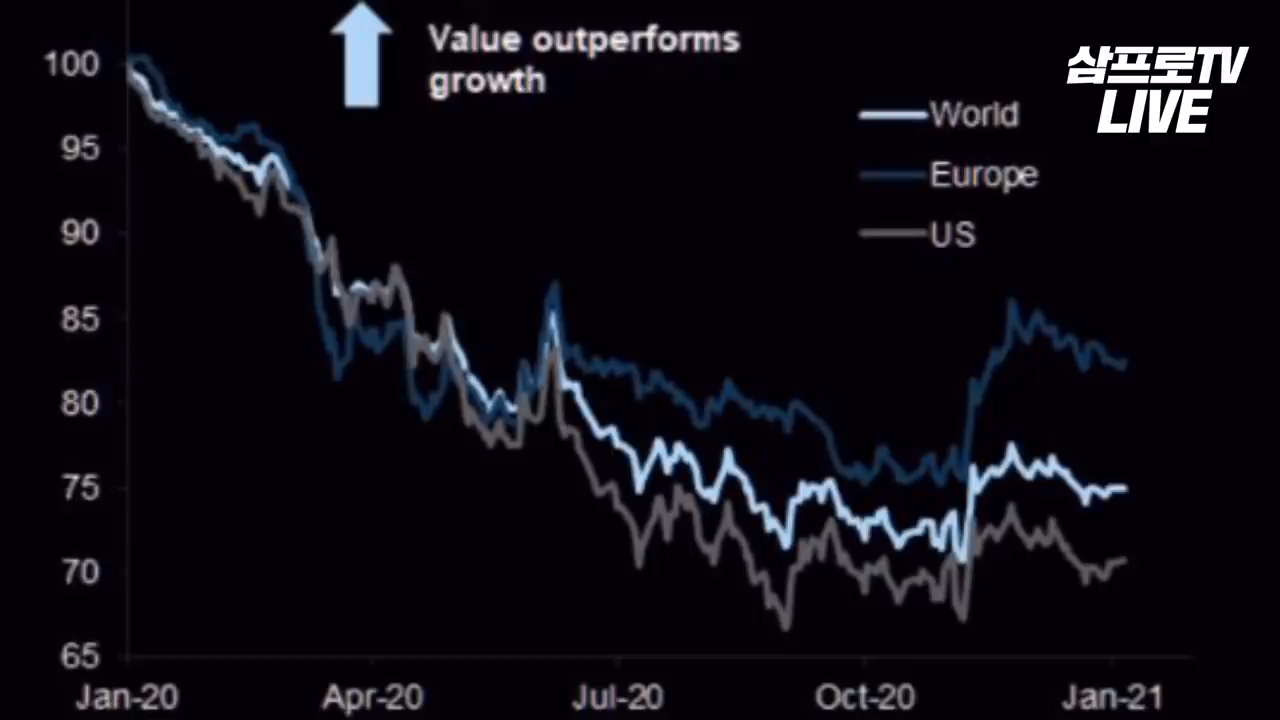 Value outperforms
growth
삼프로TV
LIVE
World
Europe
US
100
95
90
85
80
75
70
65
Jan-20
Apr-20
Jul-20
Oct-20
Jan-21